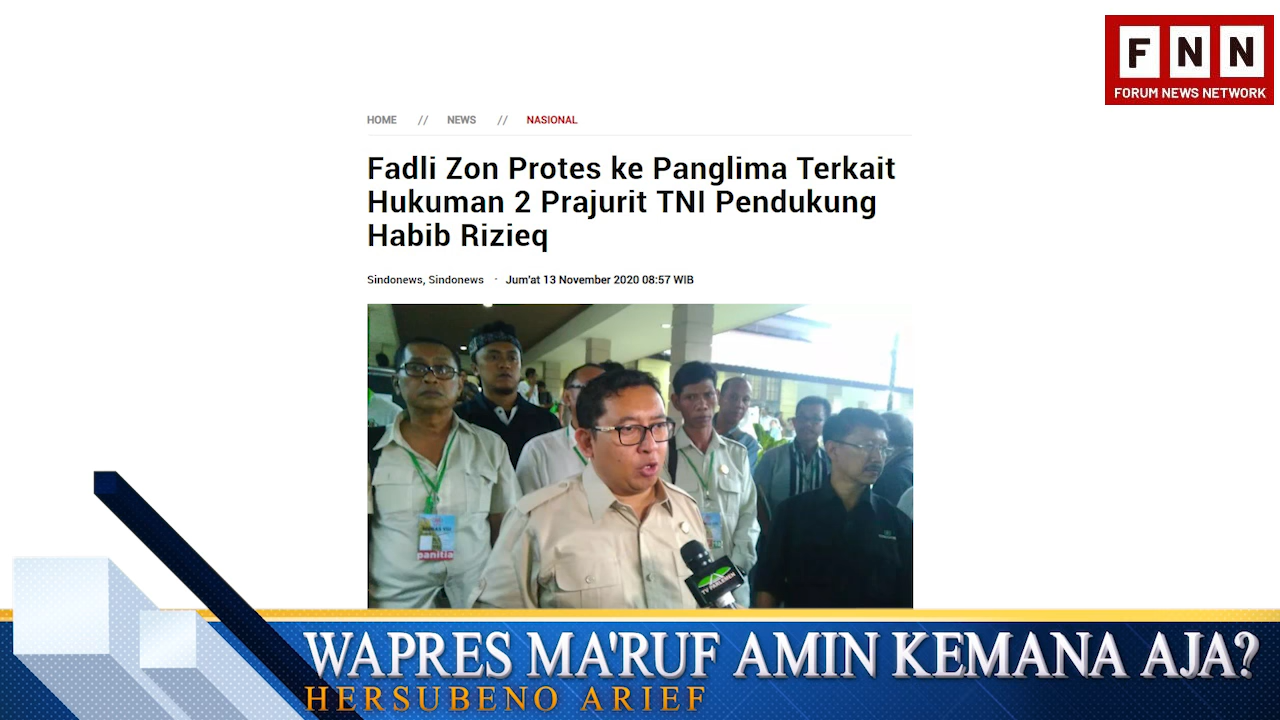 FNN
FORUM NEWS NETWORK
HOME // NEWS // NASIONAL
Fadli Zon Protes ke Panglima Terkait
Hukuman 2 Prajurit TNI Pendukung
Habib Rizieq
Sindonews, Sindonews · Jum'at 13 November 2020 08:57 WIB
panitia
TV PARLEMEN
WAPRES MA'RUF AMIN KEMANA AJA?
HERSUBENO ARIEF